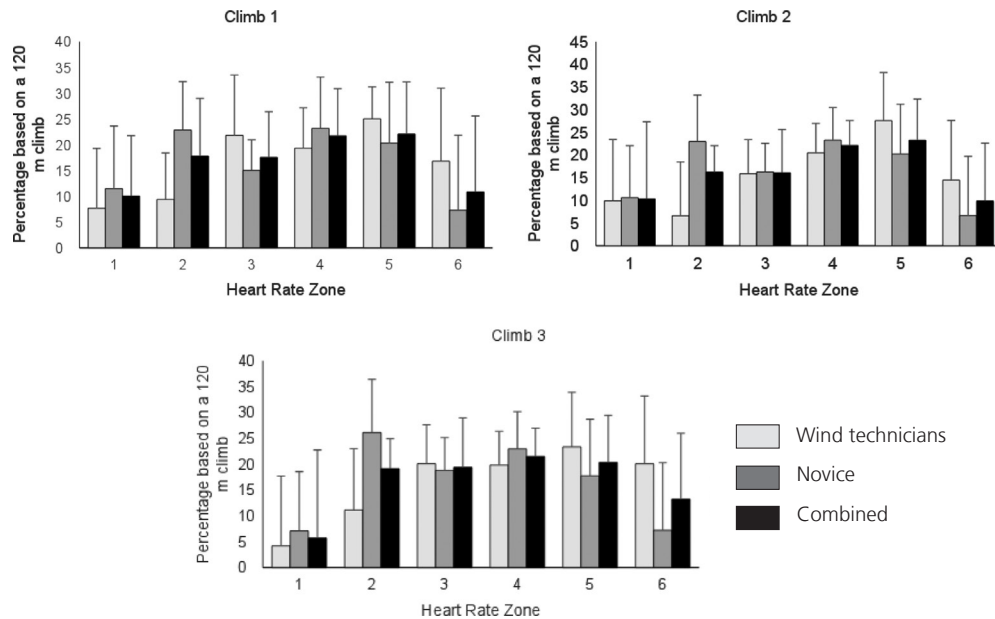 Climb 1
Percentage based on a 120
m climb
40
35
30
25
20
15
10
5
0
1 2 3 4 5 6
Heart Rate Zone
Climb 2
Percentage based on a 120
m climb
45
40
35
30
25
20
15
10
5
0
1 2 3 4 5 6
Heart Rate Zone
Climb 3
Percentage based on a 120
m climb
40
35
30
25
20
15
10
5
0
1 2 3 4 5 6
Heart Rate Zone
Wind technicians
Novice
Combined